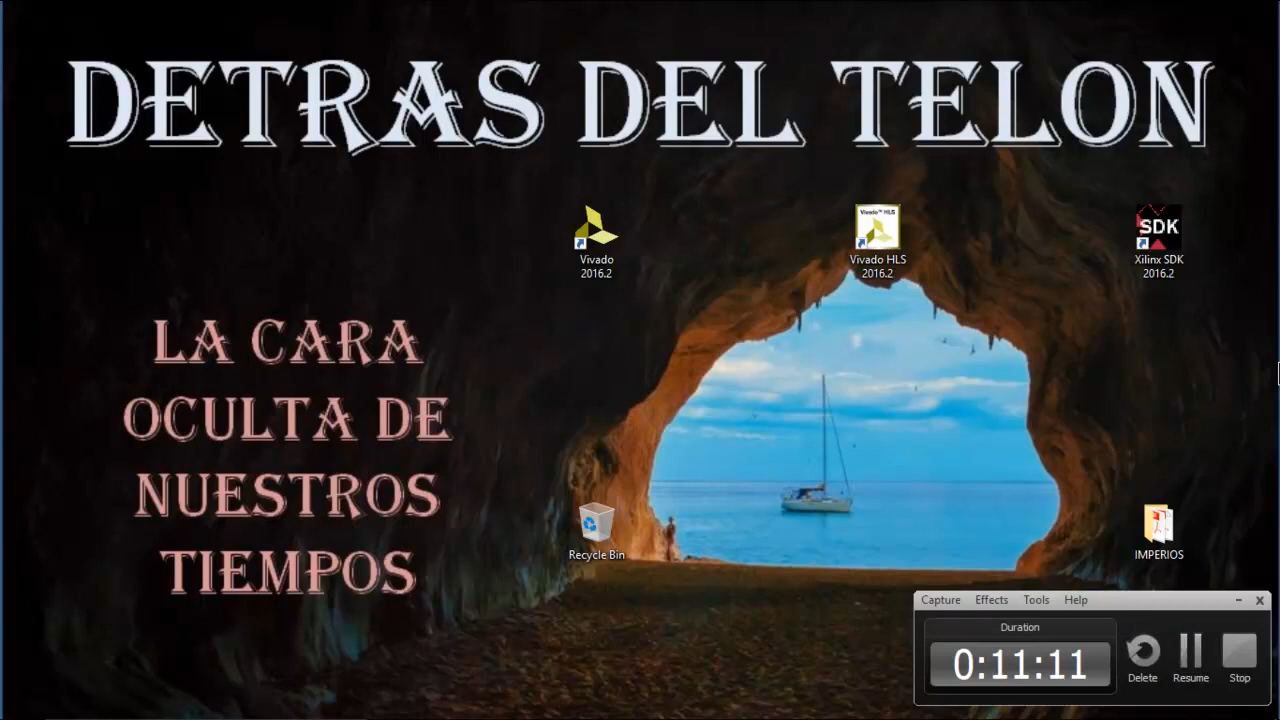 DETRAS DEL TELON
Vivado™ HLS
SDK
Vivado
2016.2
Vivado HLS
2016.2
Xilinx SDK
2016.2
LA CARA
OCULTA DE
NUESTROS
TIEMPOS
Recycle Bin
IMPERIOS
Capture Effects Tools Help
Duration
0:11:11
Delete Resume Stop